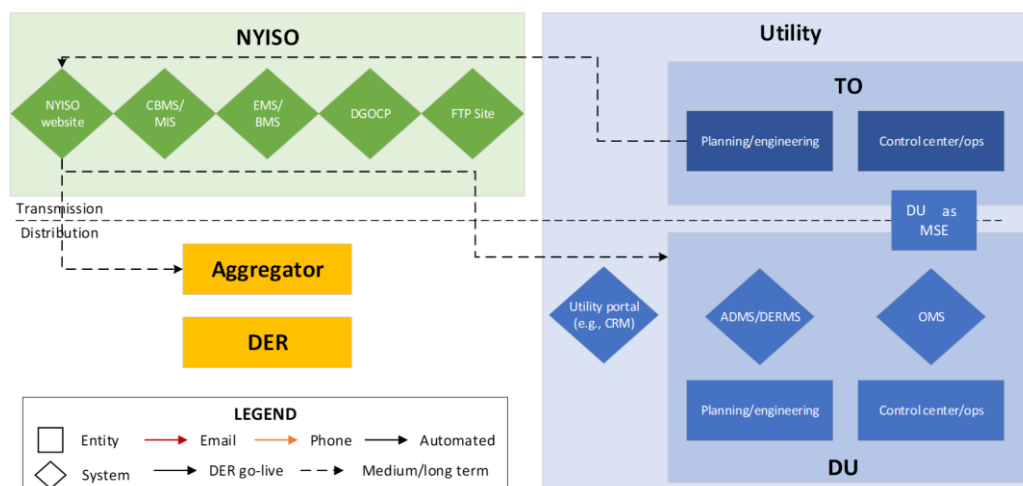 NYISO
NYISO
website
CBMS/
MIS
EMS/
BMS
DGOCP
FTP Site
Utility
TO
Planning/engineering
Control center/ops
Transmission
Distribution
DU as
MSE
Aggregator
DER
Utility portal
(e.g., CRM)
ADMS/DERMS
OMS
Planning/engineering
Control center/ops
DU
LEGEND
Entity Email Phone Automated
System DER go-live Medium/long term